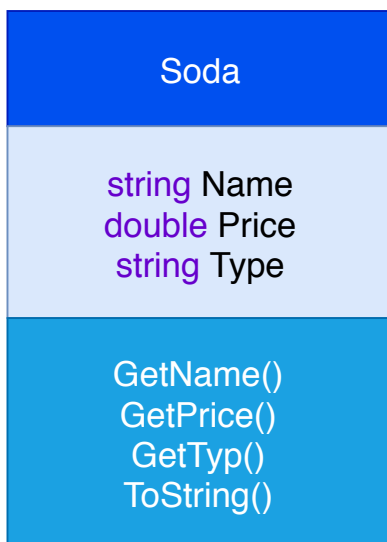 Soda
string Name
double Price
string Type
GetName()
GetPrice()
GetTyp()
ToString()